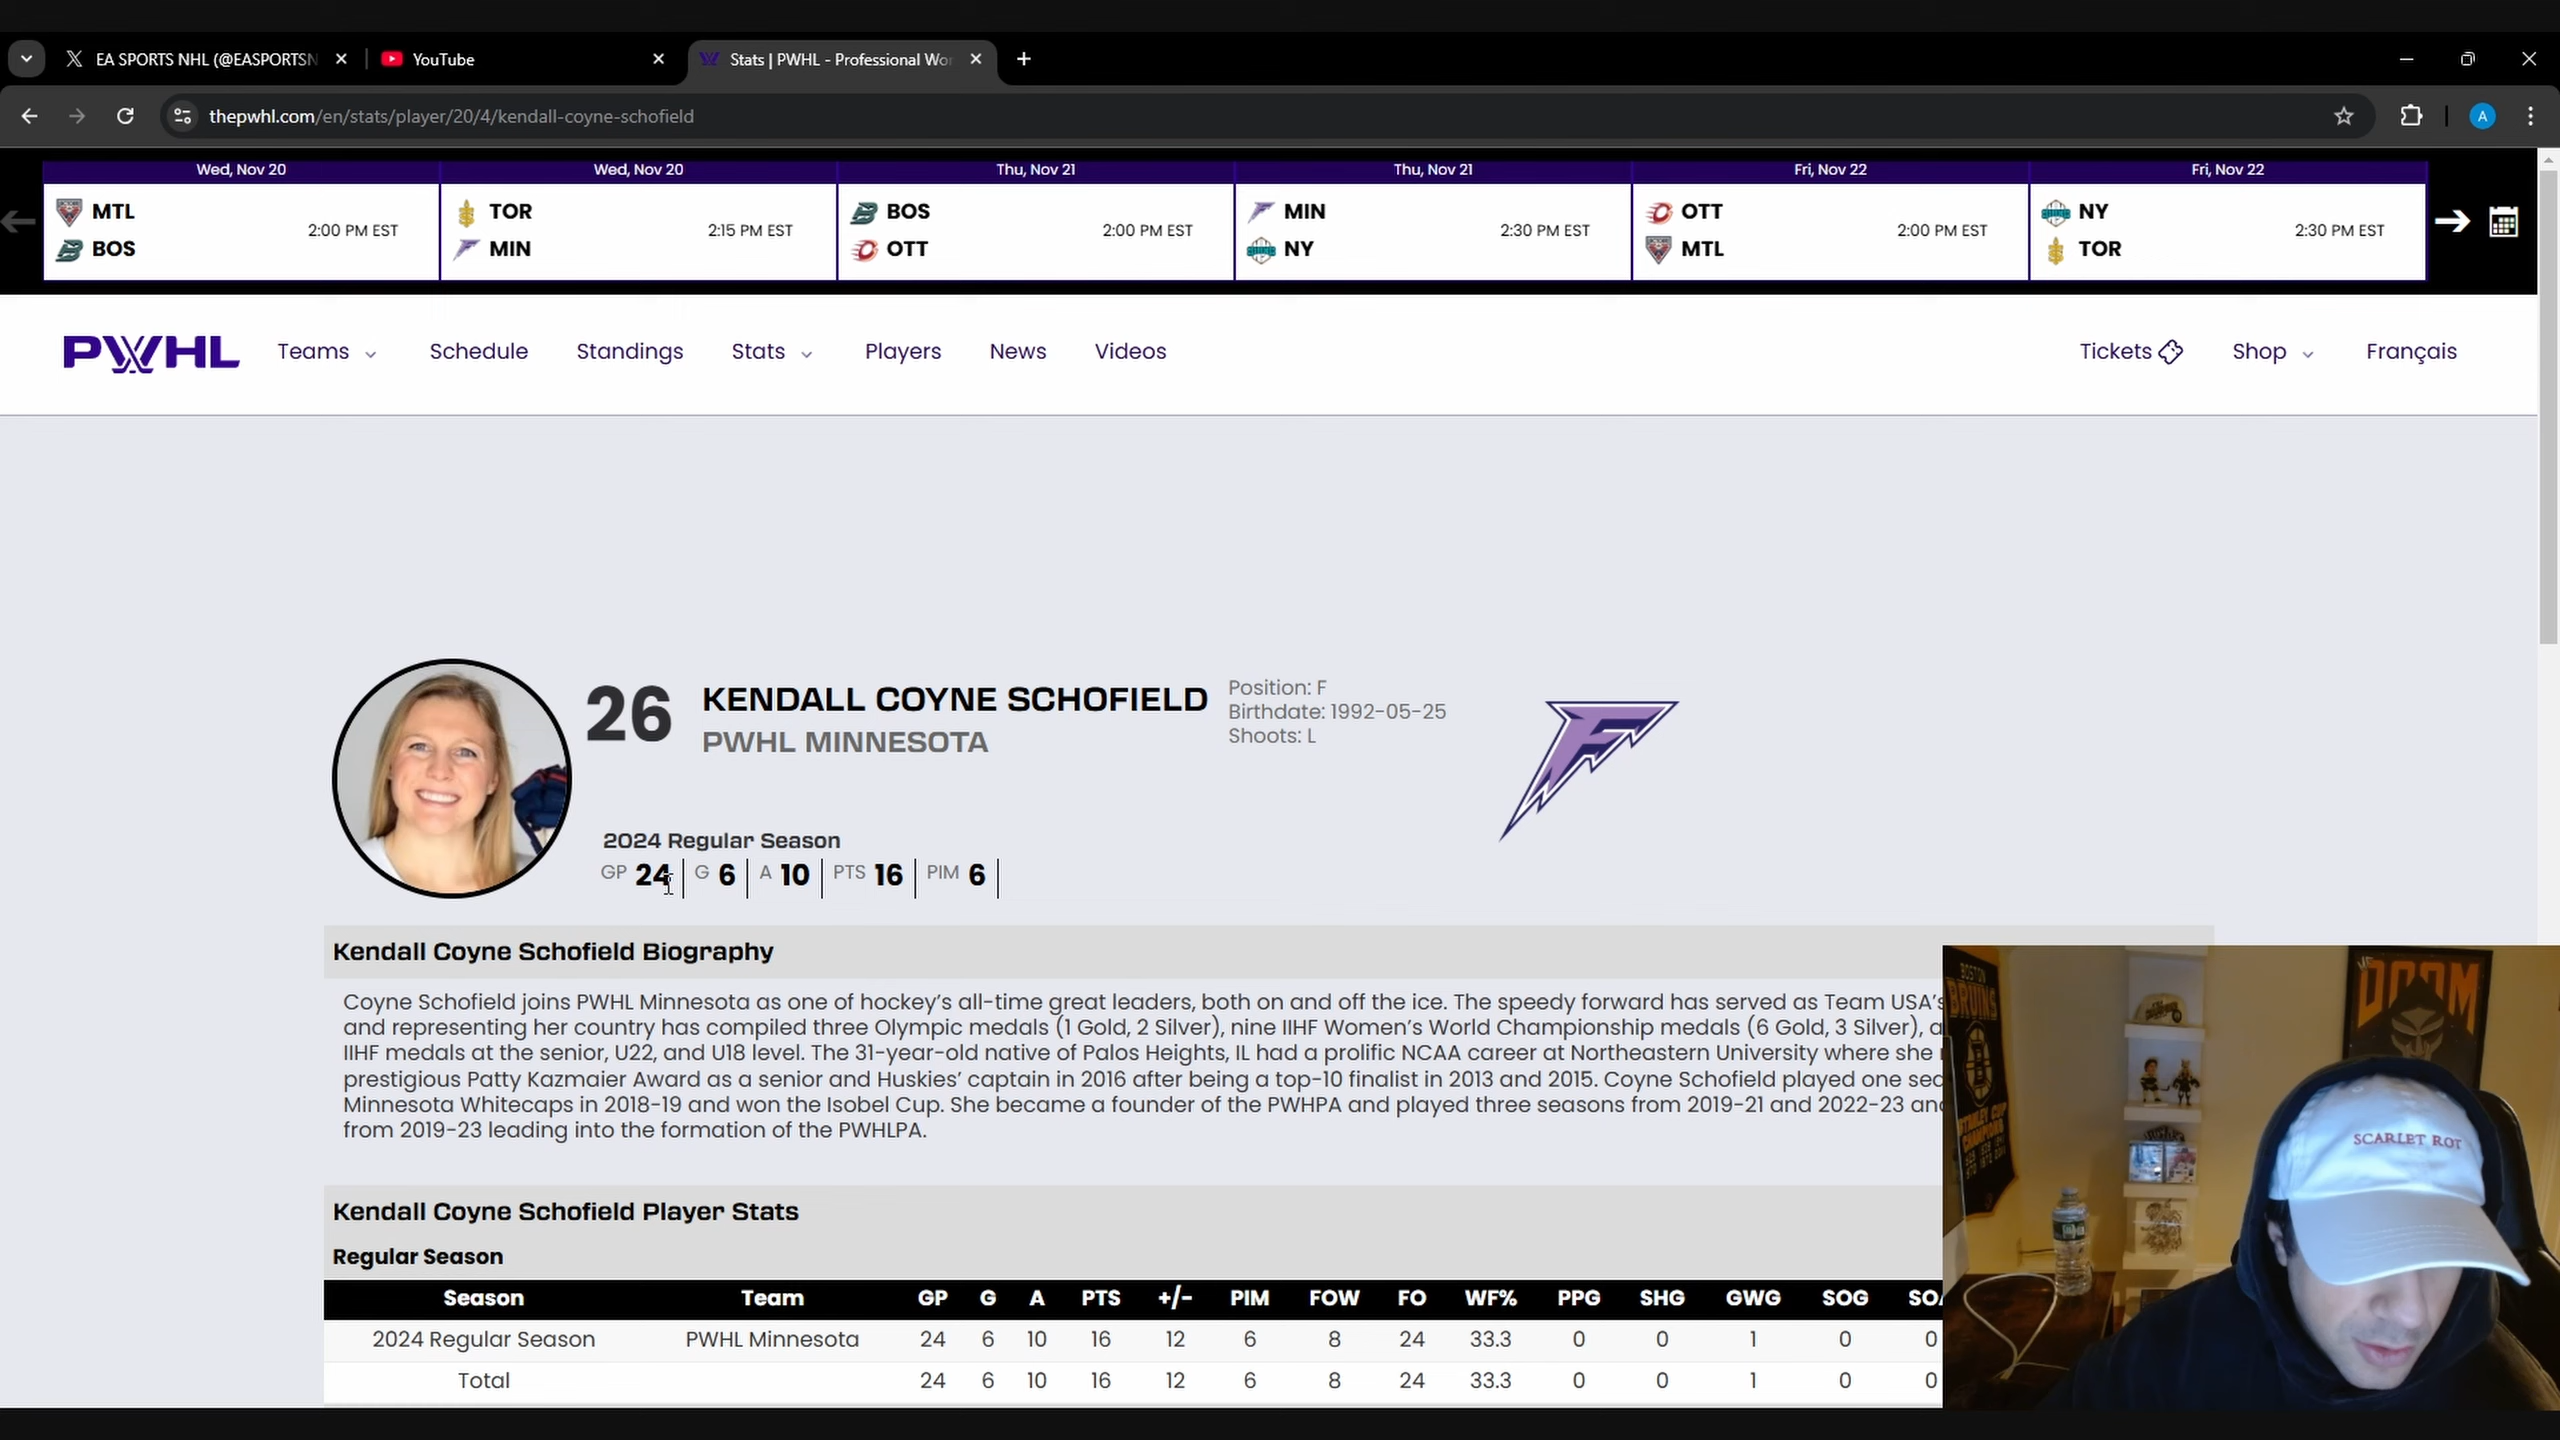 EA SPORTS NHL (@EASPORTSN
YouTube
Stats | PWHL - Professional Wo
thepwhl.com/en/stats/player/20/4/kendall-coyne-schofield
A
Wed, Nov 20
MTL
BOS
2:00 PM EST
Wed, Nov 20
TOR
MIN
2:15 PM EST
Thu, Nov 21
BOS
OTT
2:00 PM EST
Thu, Nov 21
MIN
NY
2:30 PM EST
Fri, Nov 22
OTT
MTL
2:00 PM EST
Fri, Nov 22
NY
TOR
2:30 PM EST
PWHL Teams Schedule Standings Stats Players News Videos Tickets Shop Français
26 KENDALL COYNE SCHOFIELD
PWHL MINNESOTA
Position: F
Birthdate: 1992-05-25
Shoots: L
2024 Regular Season
GP 24 G 6 A 10 PTS 16 PIM 6
Kendall Coyne Schofield Biography
Coyne Schofield joins PWHL Minnesota as one of hockey's all-time great leaders, both on and off the ice. The speedy forward has served as Team USA's
and representing her country has compiled three Olympic medals (1 Gold, 2 Silver), nine IIHF Women's World Championship medals (6 Gold, 3 Silver),
IIHF medals at the senior, U22, and U18 level. The 31-year-old native of Palos Heights, IL had a prolific NCAA career at Northeastern University where she
prestigious Patty Kazmaier Award as a senior and Huskies' captain in 2016 after being a top-10 finalist in 2013 and 2015. Coyne Schofield played one
Minnesota Whitecaps in 2018-19 and won the Isobel Cup. She became a founder of the PWHPA and played three seasons from 2019-21 and 2022-23
from 2019-23 leading into the formation of the PWHLPA.
Kendall Coyne Schofield Player Stats
Regular Season
Season Team GP G A PTS +/- PIM FOW FO WF% PPG SHG GWG SOG
2024 Regular Season PWHL Minnesota 24 6 10 16 12 6 8 24 33.3 0 0 1 0 0
Total 24 6 10 16 12 6 8 24 33.3 0 0 1 0 0
BOSTON
BRUINS
STANLEY CUP
CHAMPIONS
DOOM
SCARLET ROT